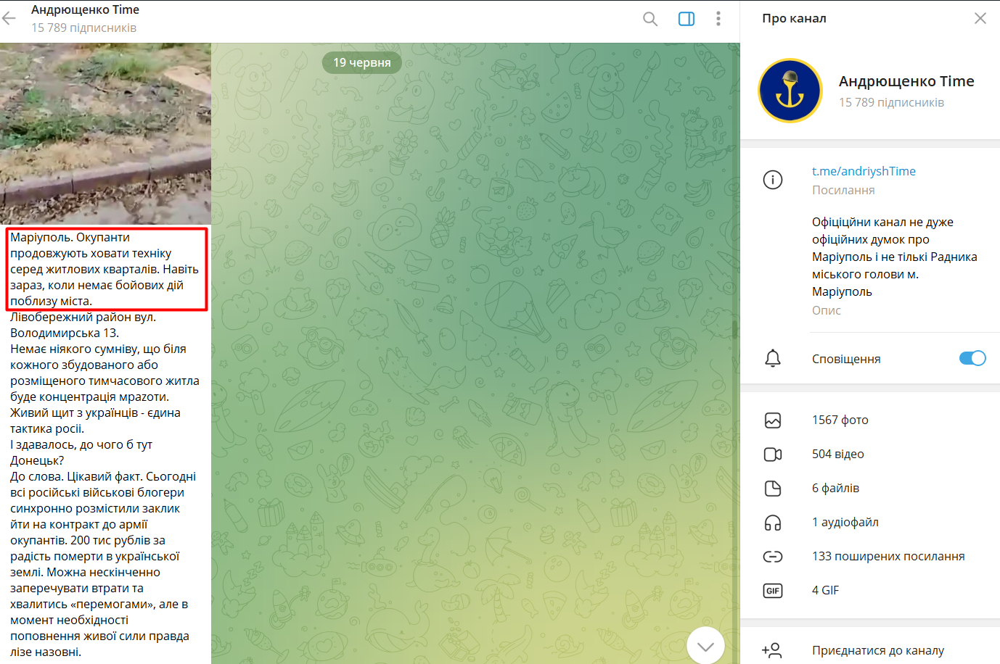 Андрющенко Time
15 789 підписників
19 червня
Маріуполь. Окупанти
продовжують ховати техніку
серед житлових кварталів. Навіть
зараз, коли немає бойових дій
поблизу міста.
Лівобережний район вул.
Володимирська 13.
Немає ніякого сумніву, що біля
кожного збудованого або
розміщеного тимчасового житла
буде концентрація мраzоти.
Живий щит з українців - єдина
тактика росіі.
І здавалось, до чого б тут
Донецьк?
До слова. Цікавий факт. Сьогодні
всі російські військові блогери
синхронно розмістили заклик
йти на контракт до армії
окупантів. 200 тис рублів за
радість померти в української
землі. Можна нескінченно
заперечувати втрати та
хвалитись «перемогами», але в
момент необхідності
поповнення живої сили правда
лізе назовні.
Про канал
Андрющенко Time
15 789 підписників
t.me/andriyshTime
Посилання
Офіціійни канал не дуже
офіційних думок про
Маріуполь і не тількі Радника
міського голови м.
Маріуполь
Опис
Сповіщення
1567 фото
504 відео
6 файлів
1 аудіофайл
133 поширених посилання
GIF
4 GIF
Приєднатися до каналу